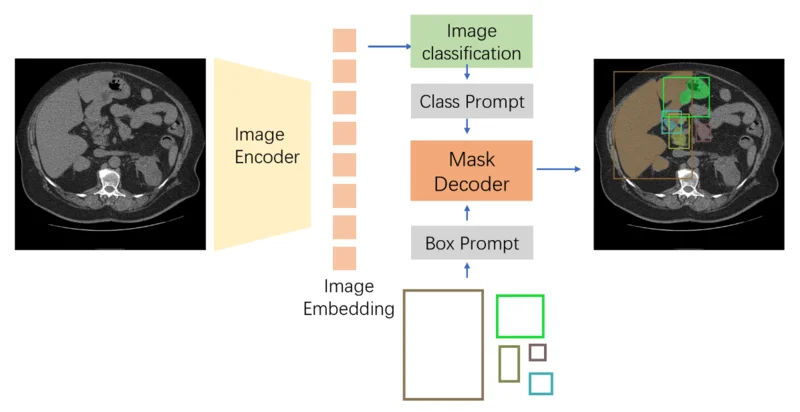 Image
classification
Class Prompt
Image
Encoder
Mask
Decoder
Box Prompt
Image
Embedding